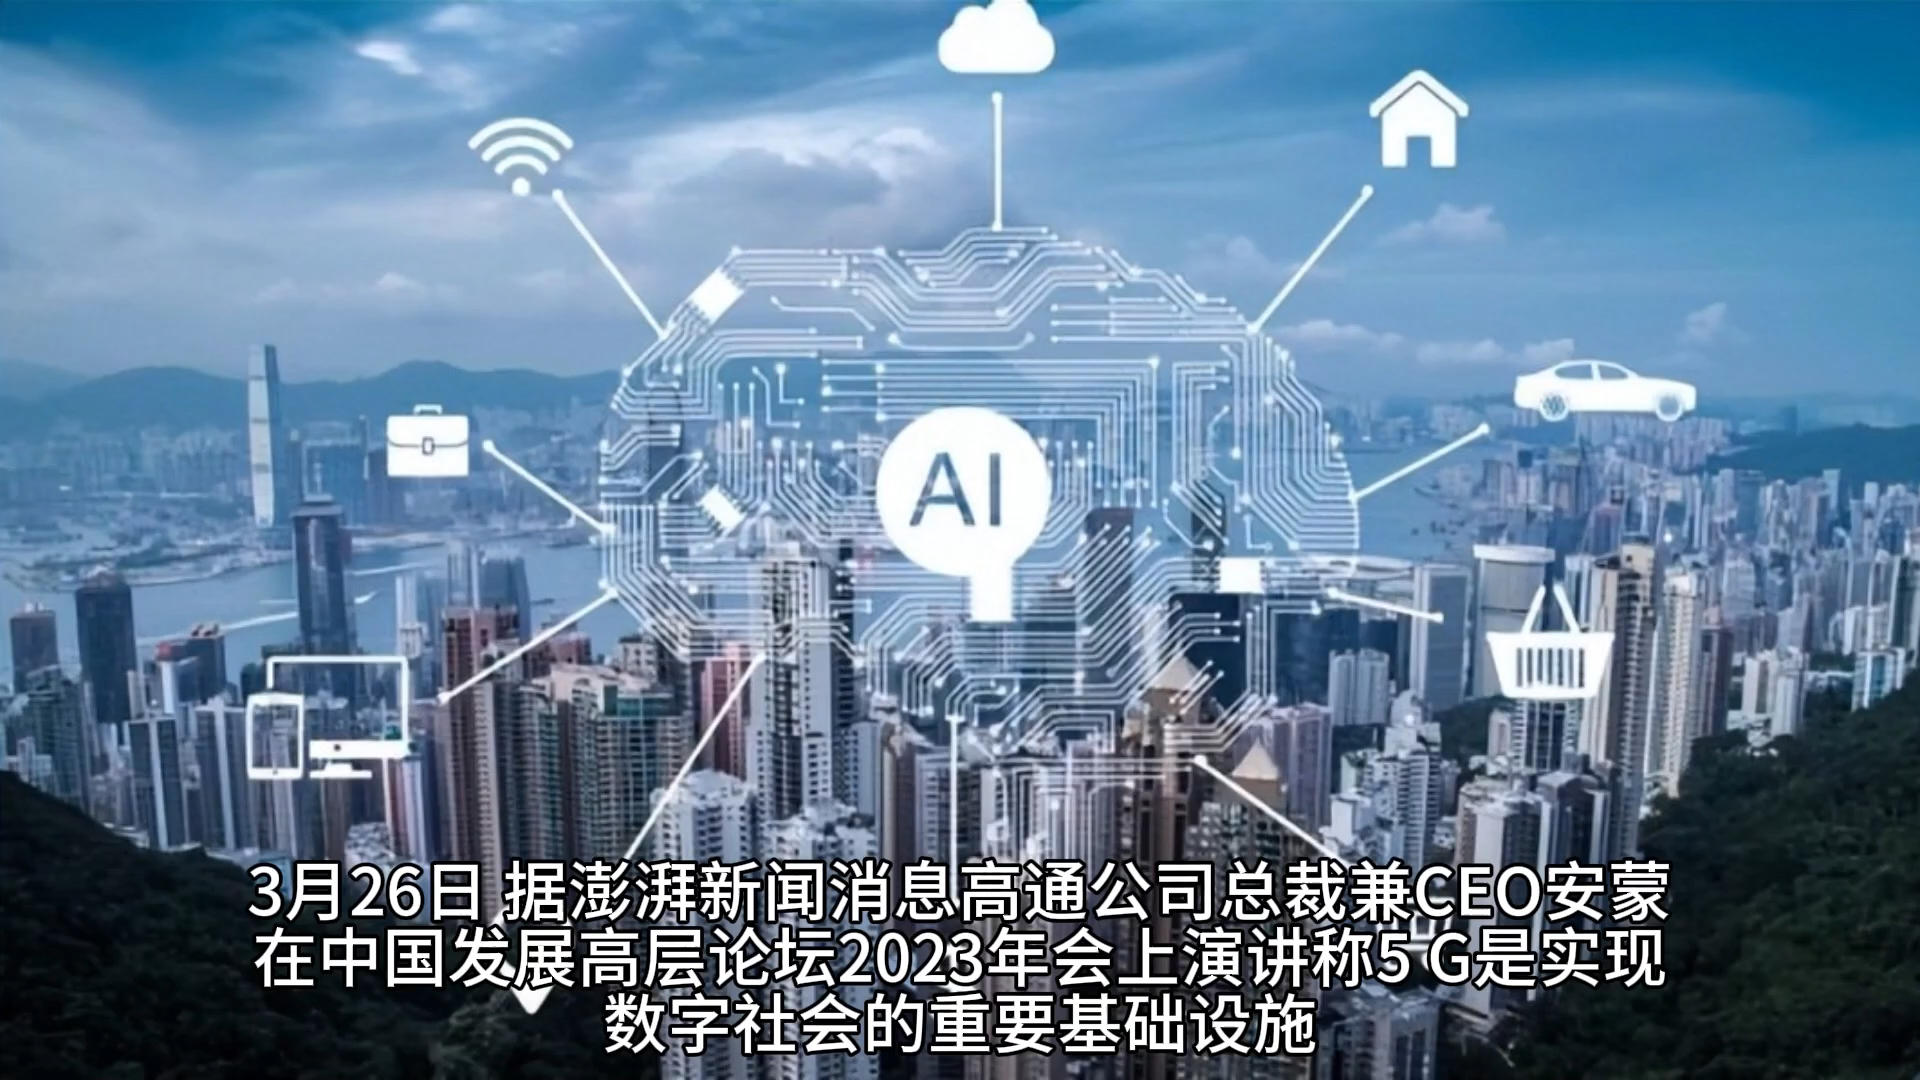 AI
3月26日 据澎湃新闻消息高通公司总裁兼CEO安蒙
在中国发展高层论坛2023年会上演讲称5 G是实现
数字社会的重要基础设施